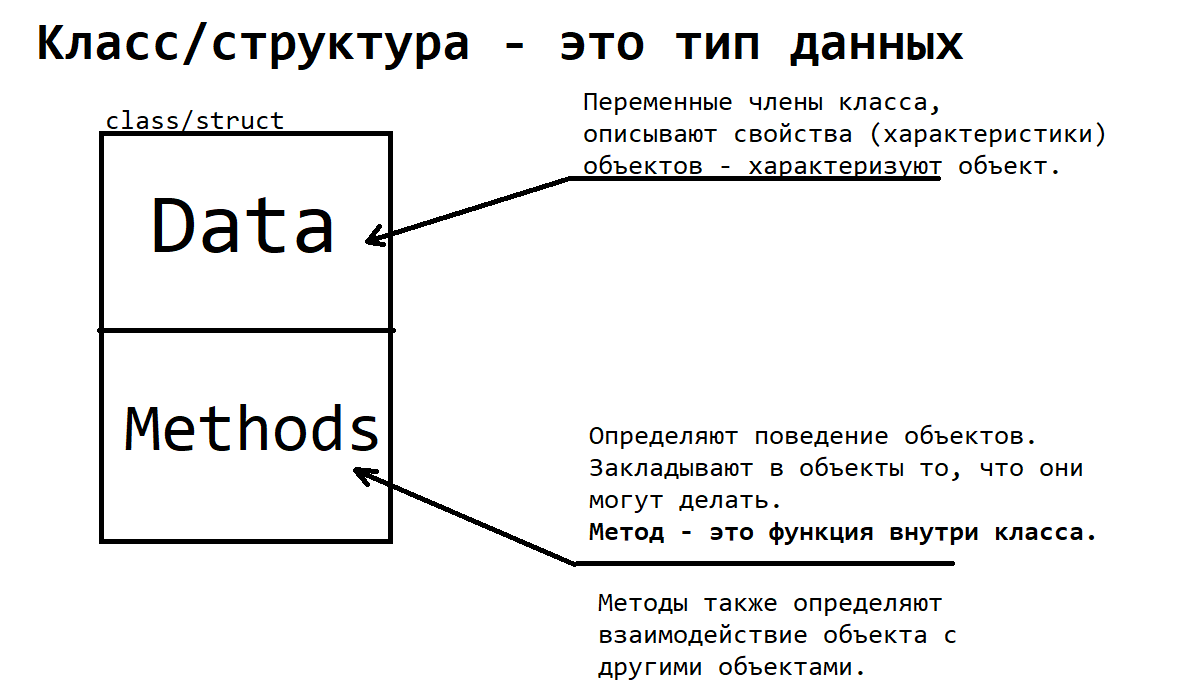 Класс/структура - это тип данных
class/struct
Data
Переменные члены класса,
описывают свойства (характеристики)
объектов - характеризуют объект.
Methods
Определяют поведение объектов.
Закладывают в объекты то, что они
могут делать.
Метод - это функция внутри класса.
Методы также определяют
взаимодействие объекта с
другими объектами.